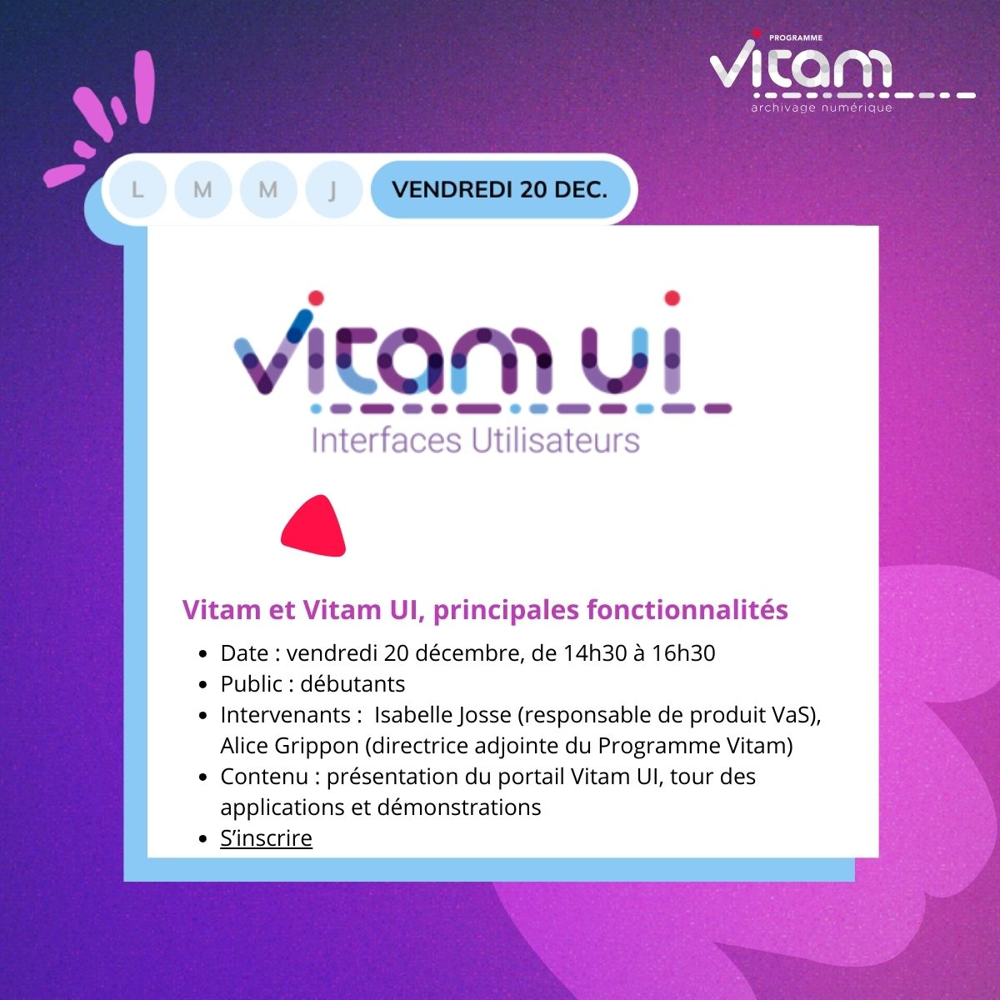 PROGRAMME
vitam
archivage numérique
L M M J VENDREDI 20 DEC.
vitam ui
Interfaces Utilisateurs
Vitam et Vitam UI, principales fonctionnalités
• Date : vendredi 20 décembre, de 14h30 à 16h30
• Public : débutants
• Intervenants :  Isabelle Josse (responsable de produit VaS),
Alice Grippon (directrice adjointe du Programme Vitam)
• Contenu : présentation du portail Vitam UI, tour des
applications et démonstrations
• S’inscrire